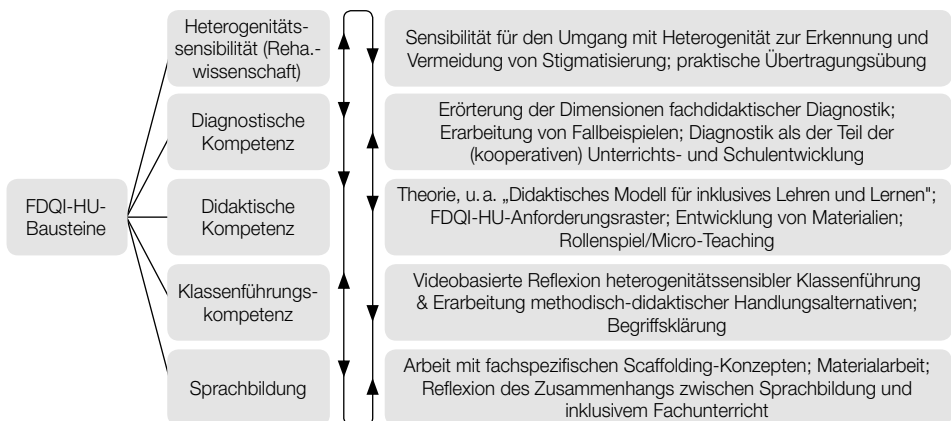 FDQI-HU-
Bausteine
Heterogenitäts-
sensibilität (Reha.-
wissenschaft)
Sensibilität für den Umgang mit Heterogenität zur Erkennung und
Vermeidung von Stigmatisierung; praktische Übertragungsübung
Diagnostische
Kompetenz
Erörterung der Dimensionen fachdidaktischer Diagnostik;
Erarbeitung von Fallbeispielen; Diagnostik als der Teil der
(kooperativen) Unterrichts- und Schulentwicklung
Didaktische
Kompetenz
Theorie, u. a. „Didaktisches Modell für inklusives Lehren und Lernen";
FDQI-HU-Anforderungsraster; Entwicklung von Materialien;
Rollenspiel/Micro-Teaching
Klassenführungs-
kompetenz
Videobasierte Reflexion heterogenitätssensibler Klassenführung
& Erarbeitung methodisch-didaktischer Handlungsalternativen;
Begriffsklärung
Sprachbildung
Arbeit mit fachspezifischen Scaffolding-Konzepten; Materialarbeit;
Reflexion des Zusammenhangs zwischen Sprachbildung und
inklusivem Fachunterricht